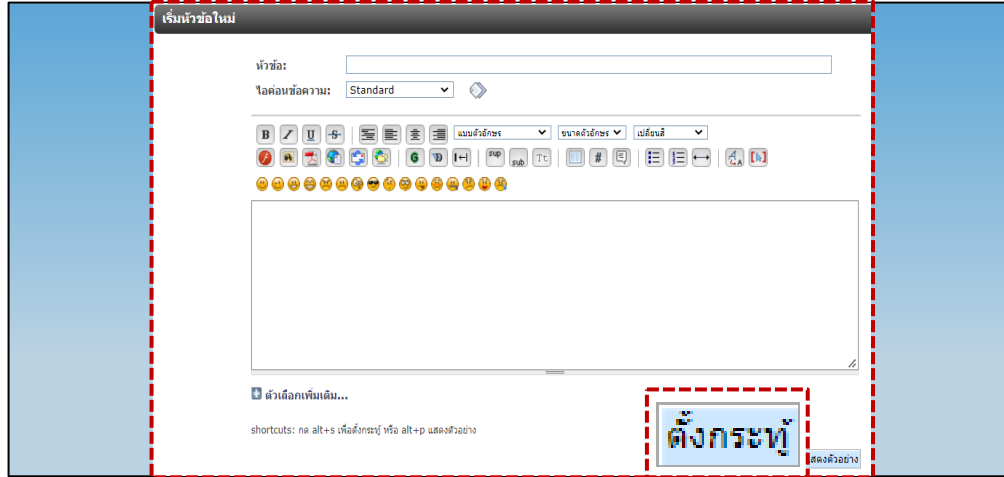 เริ่มหัวข้อใหม่
หัวข้อ:
ไอค่อนข้อความ: Standard
B I U S แบบตัวอักษร ขนาดตัวอักษร เปลี่ยนสี
G D sup sub Tt #
ตัวเลือกเพิ่มเติม...
shortcuts: กด alt+s เพื่อตั้งกระทู้ หรือ alt+p แสดงตัวอย่าง
ตั้งกระทู้
แสดงตัวอย่าง